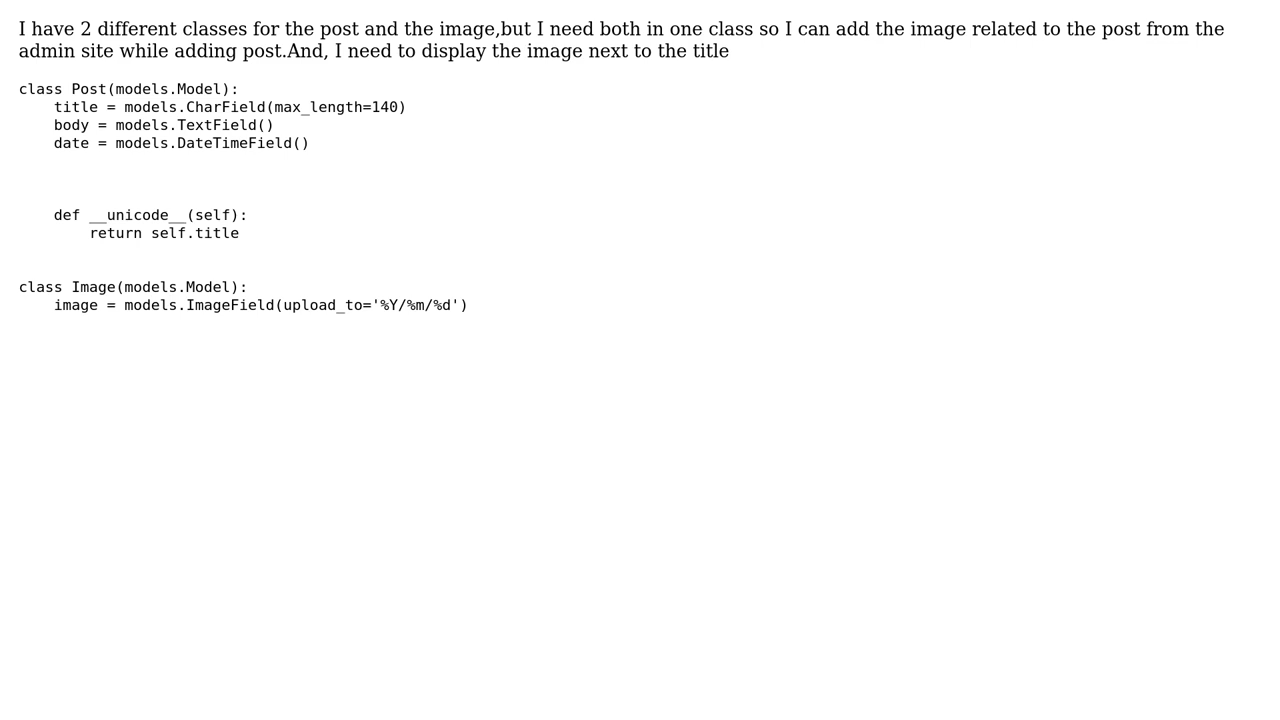 I have 2 different classes for the post and the image,but I need both in one class so I can add the image related to the post from the
admin site while adding post.And, I need to display the image next to the title
class Post(models.Model):
    title = models.CharField(max_length=140)
    body = models.TextField()
    date = models.DateTimeField()
    def __unicode__(self):
        return self.title
class Image(models.Model):
    image = models.ImageField(upload_to='%Y/%m/%d')